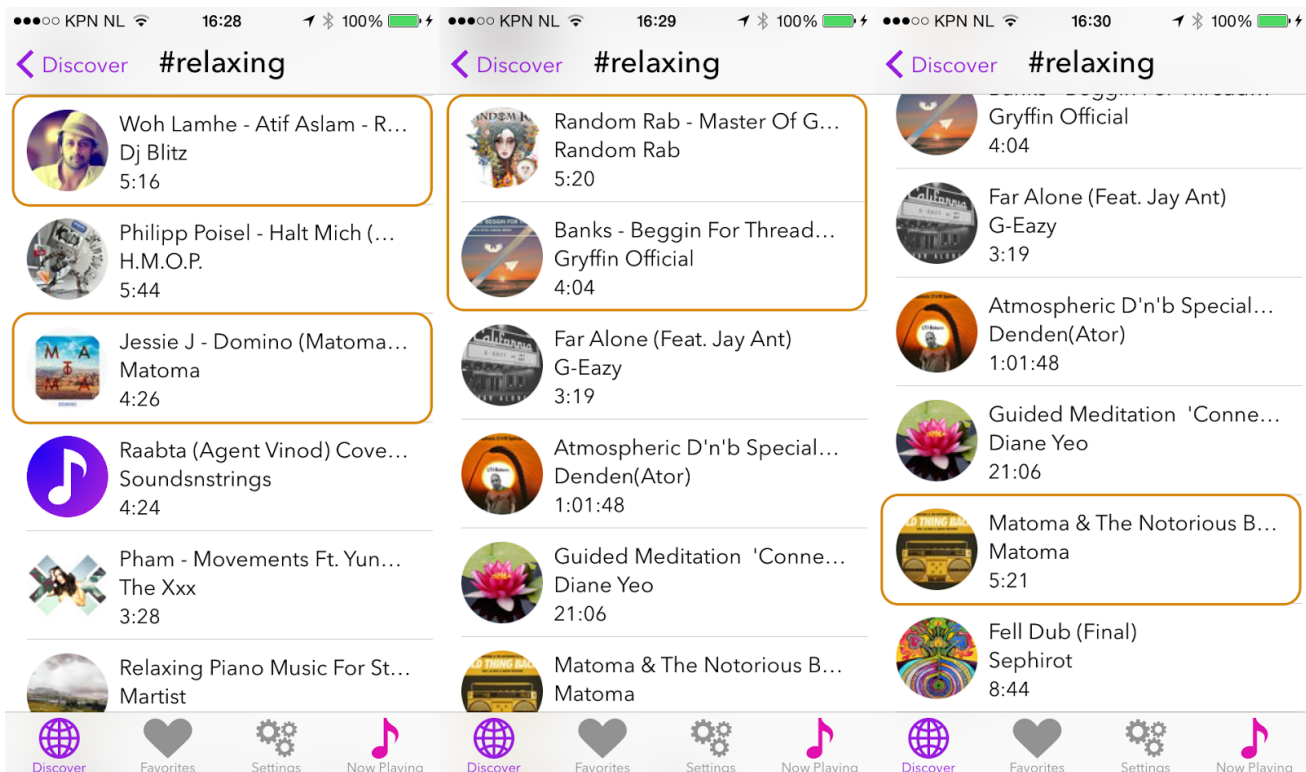 KPN NL 16:28 100%
Discover #relaxing
Woh Lamhe - Atif Aslam - R...
Dj Blitz
5:16
Philipp Poisel - Halt Mich (...
H.M.O.P.
5:44
Jessie J - Domino (Matoma...
Matoma
4:26
Raabta (Agent Vinod) Cove...
Soundsnstrings
4:24
Pham - Movements Ft. Yun...
The Xxx
3:28
Relaxing Piano Music For St...
Martist
Discover Favorites Settings Now Playing
KPN NL 16:29 100%
Discover #relaxing
Random Rab - Master Of G...
Random Rab
5:20
Banks - Beggin For Thread...
Gryffin Official
4:04
Far Alone (Feat. Jay Ant)
G-Eazy
3:19
Atmospheric D'n'b Special...
Denden(Ator)
1:01:48
Guided Meditation 'Conne...
Diane Yeo
21:06
Matoma & The Notorious B...
Matoma
Discover Favorites Settings Now Playing
KPN NL 16:30 100%
Discover #relaxing
Banks - Beggin For Thread...
Gryffin Official
4:04
Far Alone (Feat. Jay Ant)
G-Eazy
3:19
Atmospheric D'n'b Special...
Denden(Ator)
1:01:48
Guided Meditation 'Conne...
Diane Yeo
21:06
Matoma & The Notorious B...
Matoma
5:21
Fell Dub (Final)
Sephirot
8:44
Discover Favorites Settings Now Playing